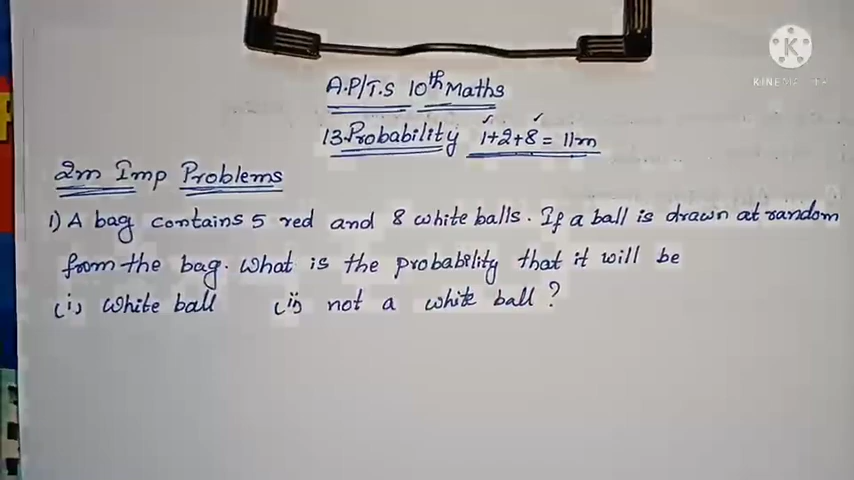 A.P/T.S 10th Maths
13.Probability 1+2+8 = 11m
2m Imp Problems
1) A bag contains 5 red and 8 white balls. If a ball is drawn at random
from the bag. What is the probability that it will be
(i) white ball (ii) not a white ball?
K